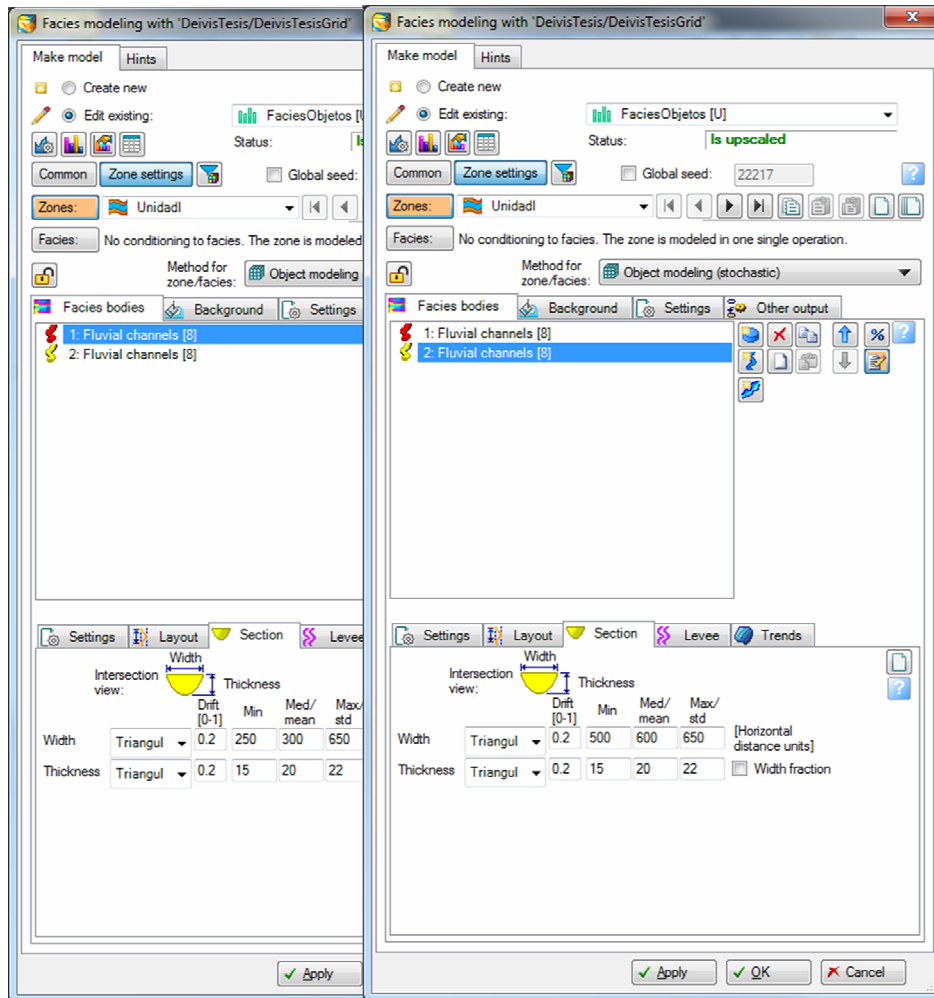 Facies modeling with 'DeivisTesis/DeivisTesisGrid'
Make model Hints
Create new
Edit existing: FaciesObjetos [U
Status: Is
Common Zone settings Global seed:
Zones: UnidadI
Facies: No conditioning to facies. The zone is modeled
Method for
zone/facies: Object modeling
Facies bodies Background Settings
1: Fluvial channels [8]
2: Fluvial channels [8]
Settings Layout Section Levee
Width
Intersection
view: Thickness
Drift
[0-1] Min Med/
mean Max/
std
Width Triangul 0.2 250 300 650
Thickness Triangul 0.2 15 20 22
Apply
Facies modeling with 'DeivisTesis/DeivisTesisGrid'
Make model Hints
Create new
Edit existing: FaciesObjetos [U]
Status: Is upscaled
Common Zone settings Global seed: 22217 ?
Zones: UnidadI
Facies: No conditioning to facies. The zone is modeled in one single operation.
Method for
zone/facies: Object modeling (stochastic)
Facies bodies Background Settings Other output
1: Fluvial channels [8] % ?
2: Fluvial channels [8]
Settings Layout Section Levee Trends
Width
Intersection
view: Thickness ?
Drift
[0-1] Min Med/
mean Max/
std
Width Triangul 0.2 500 600 650 [Horizontal
distance units]
Thickness Triangul 0.2 15 20 22 Width fraction
Apply OK Cancel